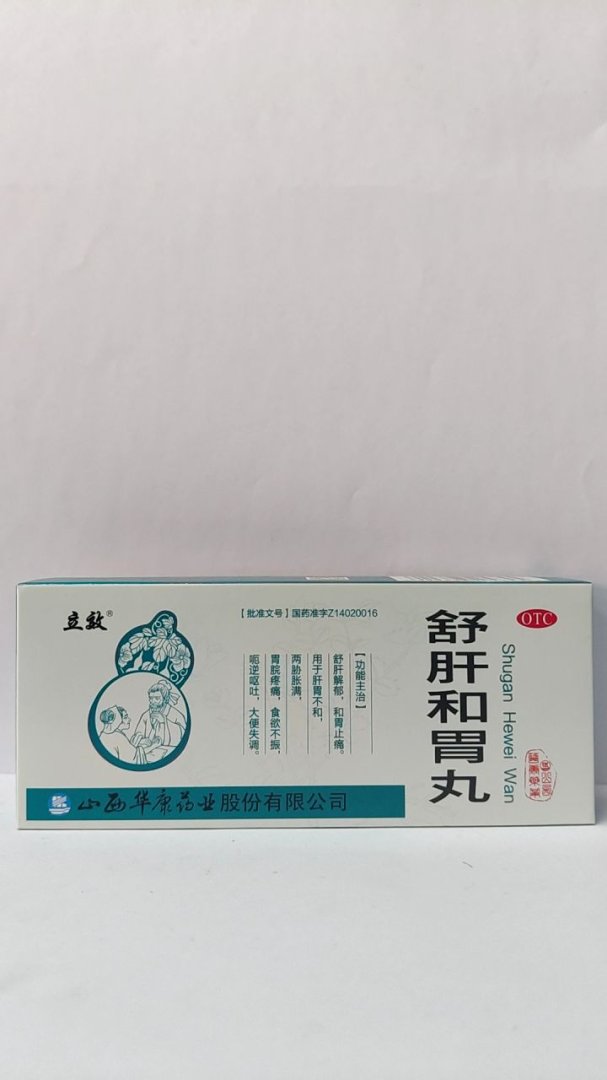 立效®
【批准文号】国药准字Z14020016
【功能主治】
舒肝解郁，和胃止痛。
用于肝胃不和，
两胁胀满，
胃脘疼痛，食欲不振，
呃逆呕吐，大便失调。
舒肝和胃丸
Shugan Hewei Wan
OTC
山西华康药业股份有限公司